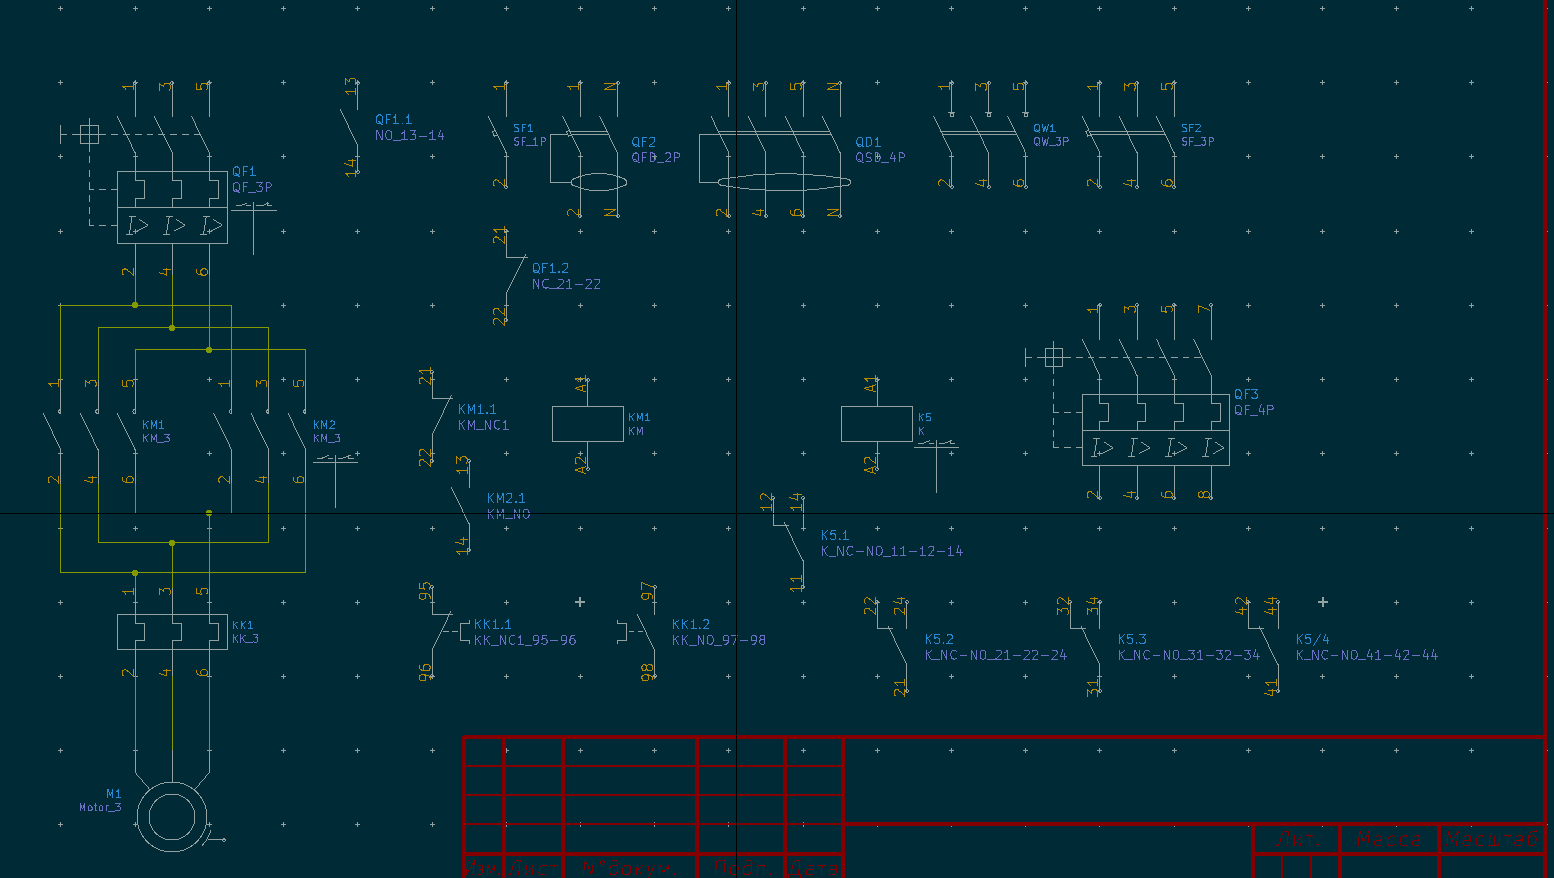 1 3 5
QF1
QF_3P
2 4 6
13
QF1.1
NO_13-14
14
1
SF1
SF_1P
2
1 N
QF2
QFD_2P
2 N
1 3 5 N
QD1
QSD_4P
2 4 6 N
1 3 5
QW1
QW_3P
2 4 6
1 3 5
SF2
SF_3P
2 4 6
I> I> I>
21
QF1.2
NC_21-22
22
1 3 5
KM1
KM_3
2 4 6
1 3 5
KM2
KM_3
2 4 6
21
KM1.1
KM_NC1
22
13
KM2.1
KM_NO
14
A1
KM1
KM
A2
A1
K5
K
A2
1 3 5 7
QF3
QF_4P
I> I> I> I>
2 4 6 8
12 14
K5.1
K_NC-NO_11-12-14
11
1 3 5
KK1
KK_3
2 4 6
95
KK1.1
KK_NC1_95-96
96
97
KK1.2
KK_NO_97-98
98
22 24
K5.2
K_NC-NO_21-22-24
21
32 34
K5.3
K_NC-NO_31-32-34
31
42 44
K5/4
K_NC-NO_41-42-44
41
M1
Motor_3
Лит. Масса Масштаб
Изм. Лист N°докум. Подп. Дата